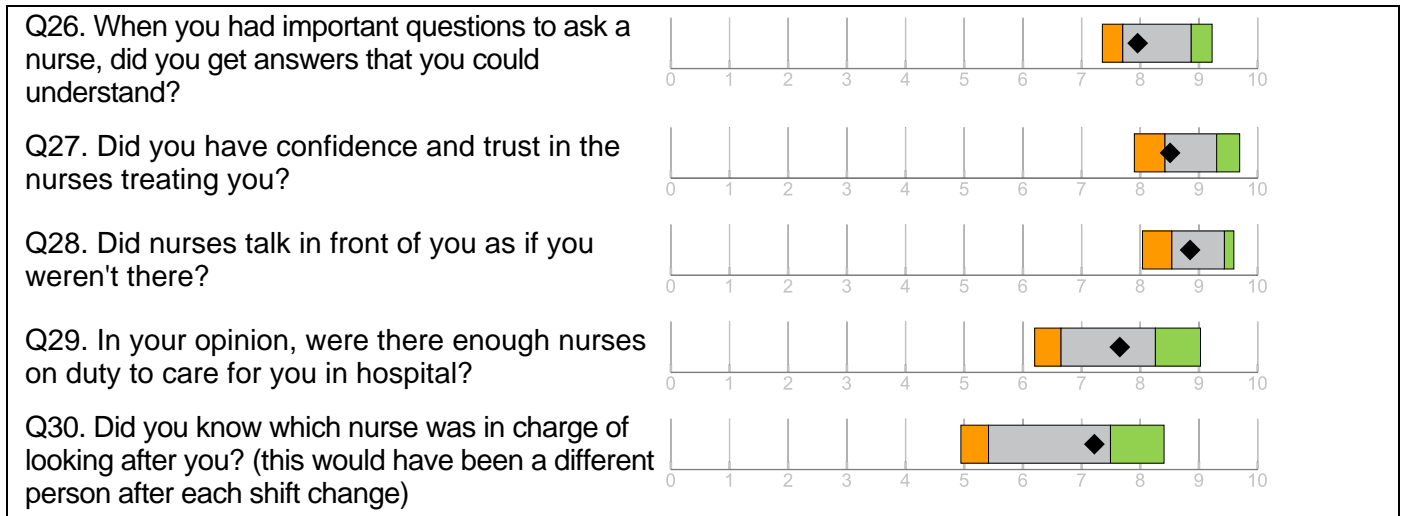 Q26. When you had important questions to ask a
nurse, did you get answers that you could
understand?
0 1 2 3 4 5 6 7 8 9 10
Q27. Did you have confidence and trust in the
nurses treating you?
0 1 2 3 4 5 6 7 8 9 10
Q28. Did nurses talk in front of you as if you
weren't there?
0 1 2 3 4 5 6 7 8 9 10
Q29. In your opinion, were there enough nurses
on duty to care for you in hospital?
0 1 2 3 4 5 6 7 8 9 10
Q30. Did you know which nurse was in charge of
looking after you? (this would have been a different
person after each shift change)
0 1 2 3 4 5 6 7 8 9 10